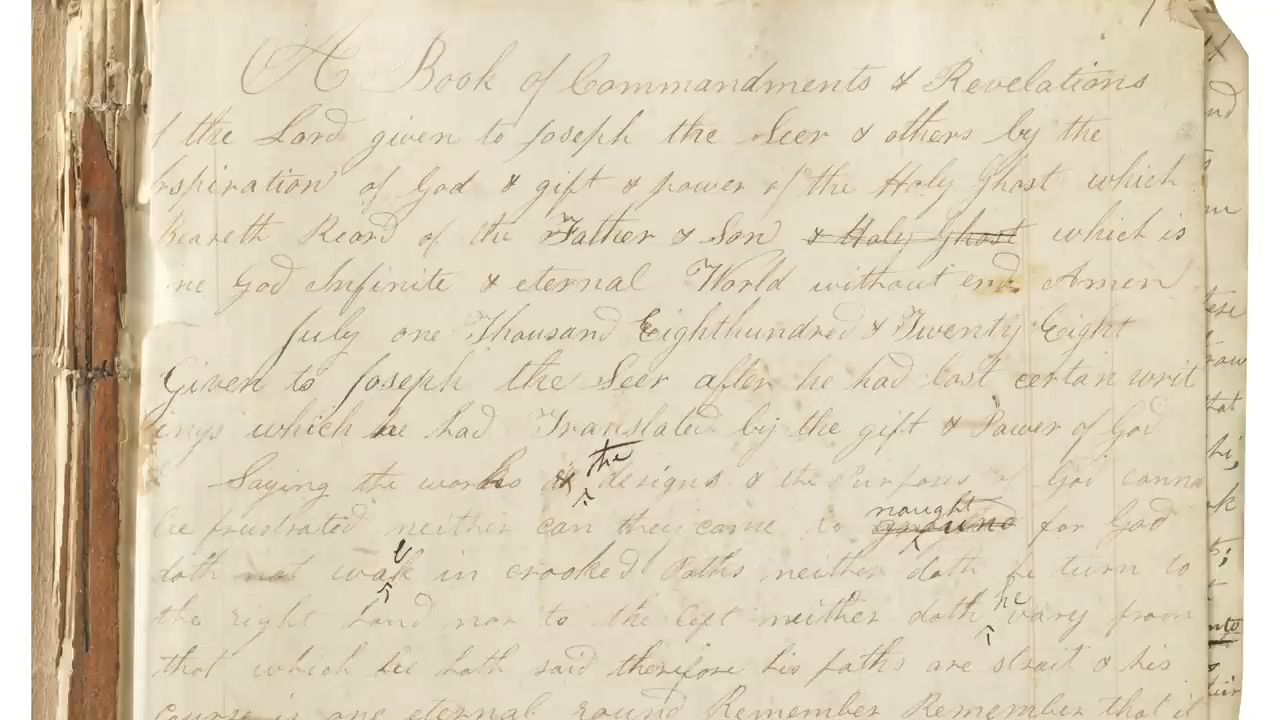 A Book of Commandments & Revelations
f the Lord given to Joseph the Seer & others by the
nspiration of God & gift & power of the Holy Ghost which
Beareth Reord of the Father & Son & Holy Ghost which is
ne God Infinite & eternal World without end Amen
July one Thousand Eighthundred & Twenty Eight
Given to Joseph the Seer after he had lost certan writ
ings which he had Translated by the gift & Power of God
Saying the works & the designs & the Purposes of God canno
be frustrated neither can they come to naught ground for God
doth not walk in crooked Paths neither doth he turn to
the right hand nor to the left neither doth he vary from
that which he hath said therefore his paths are strait & his
course is one eternal round Remember Remember that it